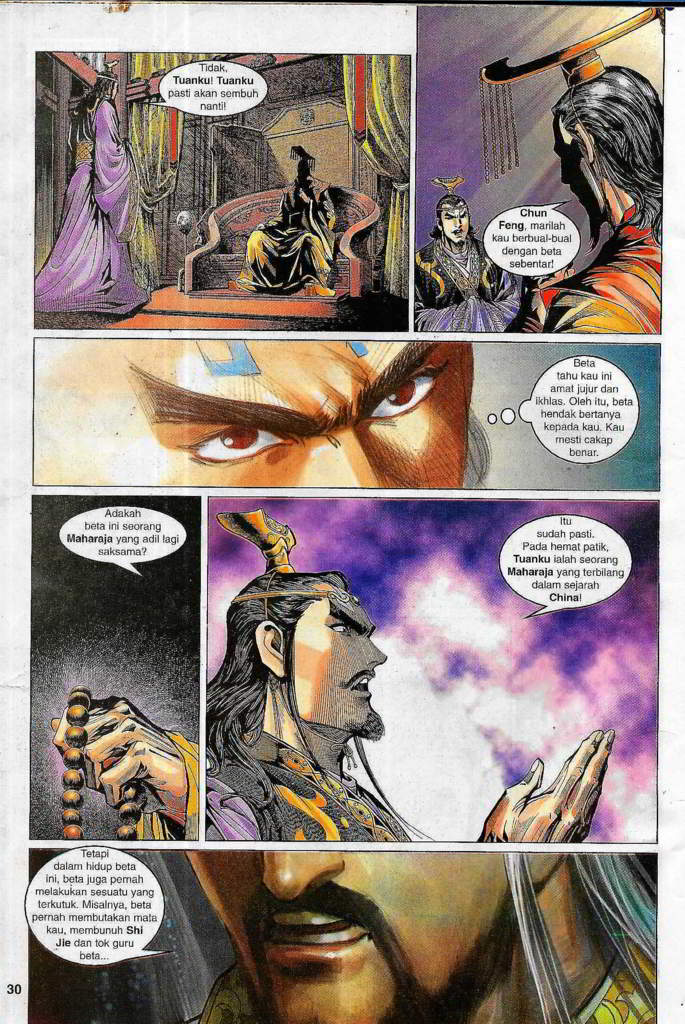 Tidak,
Tuanku! Tuanku
pasti akan sembuh
nanti!
Chun
Feng, marilah
kau berbual-bual
dengan beta
sebentar!
Beta
tahu kau ini
amat jujur dan
ikhlas. Oleh itu, beta
hendak bertanya
kepada kau. Kau
mesti cakap
benar.
Adakah
beta ini seorang
Maharaja yang adil lagi
saksama?
Itu
sudah pasti.
Pada hemat patik,
Tuanku ialah seorang
Maharaja yang terbilang
dalam sejarah
China!
Tetapi
dalam hidup beta
ini, beta juga pernah
melakukan sesuatu yang
terkutuk. Misalnya, beta
pernah membutakan mata
kau, membunuh Shi
Jie dan tok guru
beta...
30